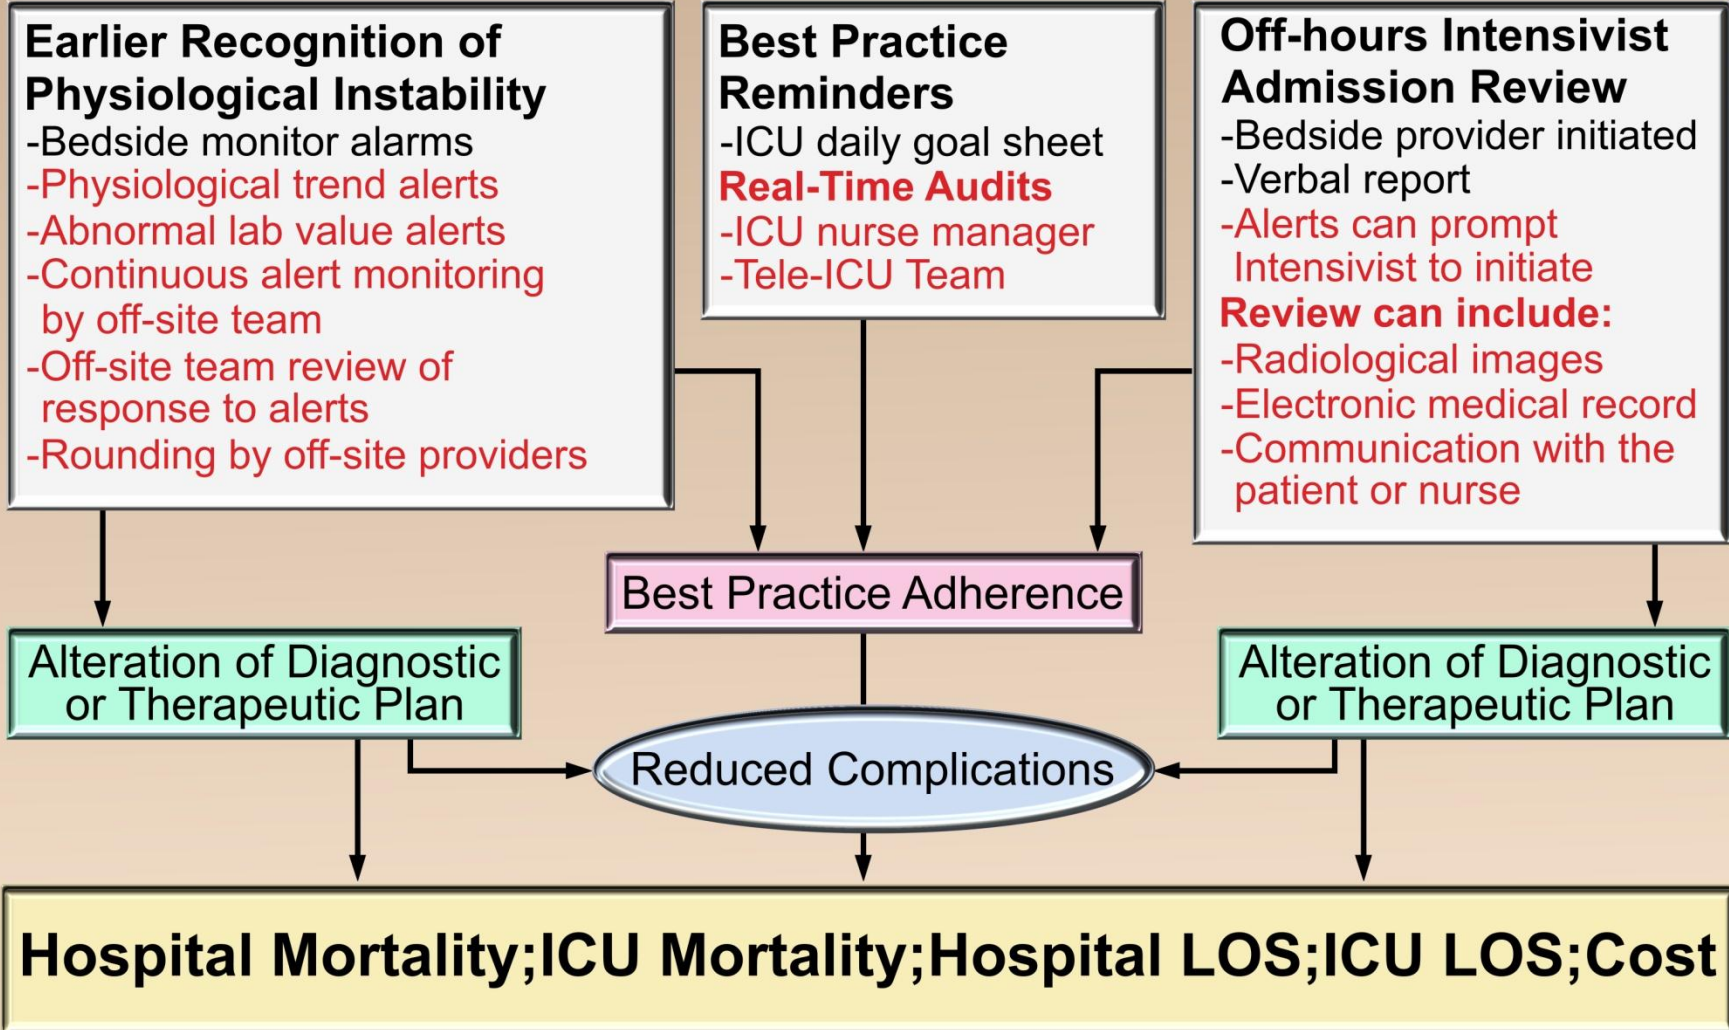 Earlier Recognition of
Physiological Instability
-Bedside monitor alarms
-Physiological trend alerts
-Abnormal lab value alerts
-Continuous alert monitoring
by off-site team
-Off-site team review of
response to alerts
-Rounding by off-site providers
Best Practice
Reminders
-ICU daily goal sheet
Real-Time Audits
-ICU nurse manager
-Tele-ICU Team
Off-hours Intensivist
Admission Review
-Bedside provider initiated
-Verbal report
-Alerts can prompt
Intensivist to initiate
Review can include:
-Radiological images
-Electronic medical record
-Communication with the
patient or nurse
Best Practice Adherence
Alteration of Diagnostic
or Therapeutic Plan
Reduced Complications
Alteration of Diagnostic
or Therapeutic Plan
Hospital Mortality;ICU Mortality;Hospital LOS;ICU LOS;Cost